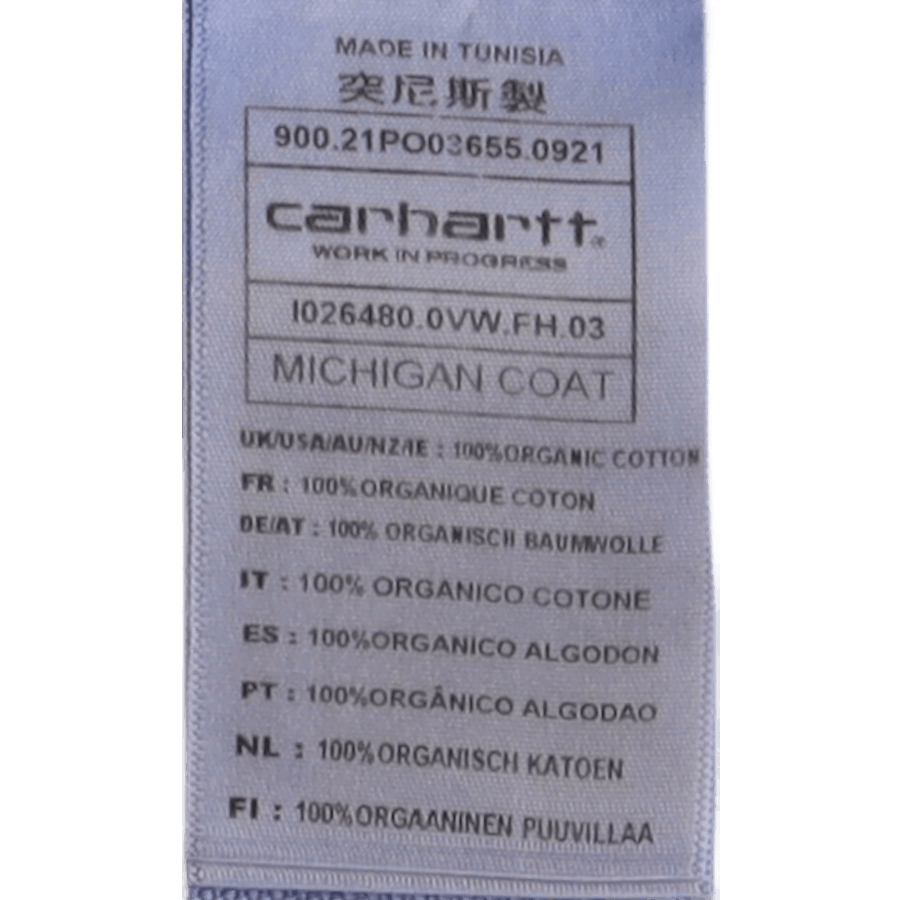 MADE IN TUNISIA
突尼斯製
900.21PO03655.0921
carhartt®
WORK IN PROGRESS
I026480.0VW.FH.03
MICHIGAN COAT
UK/USA/AU/NZ/IE : 100%ORGANIC COTTON
FR : 100%ORGANIQUE COTON
DE/AT : 100% ORGANISCH BAUMWOLLE
IT : 100% ORGANICO COTONE
ES : 100%ORGANICO ALGODON
PT : 100%ORGÂNICO ALGODAO
NL : 100%ORGANISCH KATOEN
FI : 100%ORGAANINEN PUUVILLAA